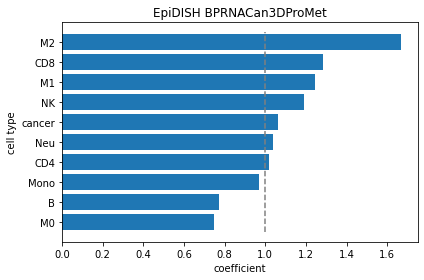 EpiDISH BPRNACan3DProMet
cell type
M2
CD8
M1
NK
cancer
Neu
CD4
Mono
B
M0
0.0 0.2 0.4 0.6 0.8 1.0 1.2 1.4 1.6
coefficient